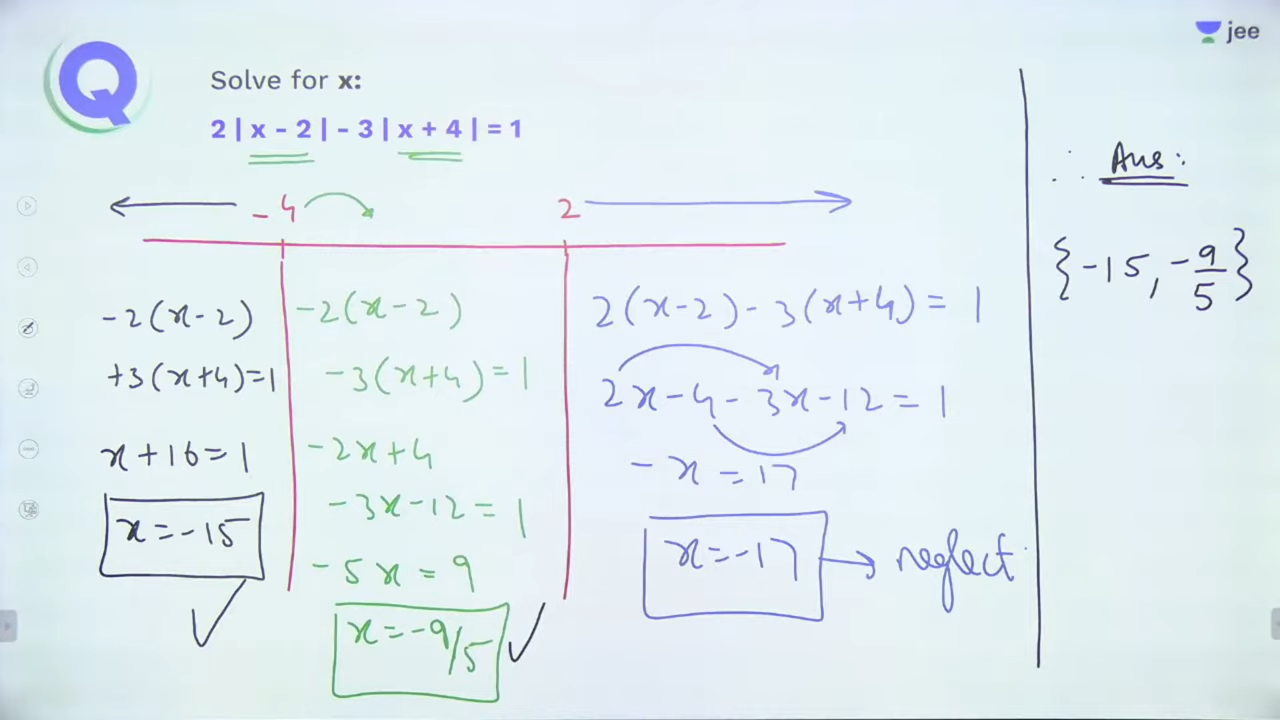 jee
Q
Solve for x:
2 | x - 2 | - 3 | x + 4 | = 1
-4
2
-2(x-2)
+3(x+4)=1
x+16=1
x=-15
-2(x-2)
-3(x+4)=1
-2x+4
-3x-12=1
-5x=9
x=-9/5
2(x-2)-3(x+4)=1
2x-4-3x-12=1
-x=17
x=-17 → neglect
∴ Ans:
{-15, -9/5}